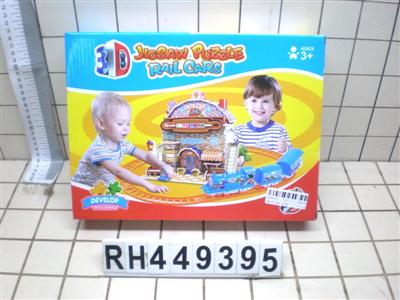 3D
JIGSAW PUZZLE
RAIL CARS
AGES
3+
DEVELOP
RH449395